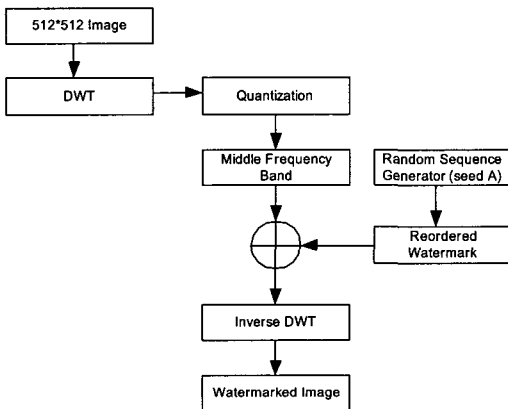 512*512 Image
DWT
Quantization
Middle Frequency
Band
Random Sequence
Generator (seed A)
Reordered
Watermark
Inverse DWT
Watermarked Image